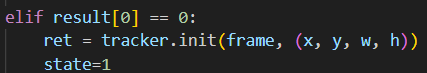 elif result[0] == 0:
    ret = tracker.init(frame, (x, y, w, h))
    state=1